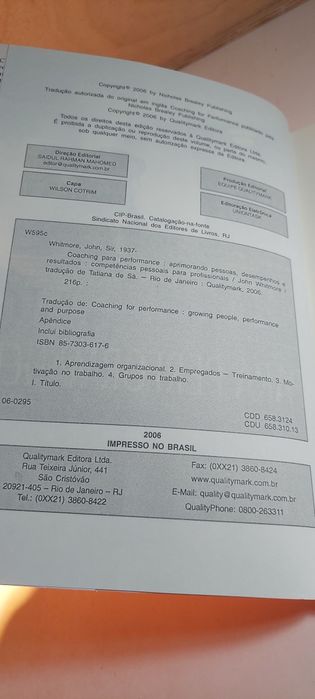 Copyright® 2006 by Nicholas Brealey Publishing
Tradução autorizada do original em inglês Coaching for Performance publicado pela
Nicholas Brealey Publishing
Copyright® 2006 by Qualitymark Editora
Todos os direitos desta edição reservados à Qualitymark Editora Ltda.
É proibida a duplicação ou reprodução deste volume, ou parte do mesmo,
sob qualquer meio, sem autorização expressa da Editora.
Direção Editorial
SAIDUL RAHMAN MAHOMED
editor@qualitymark.com.br
Produção Editorial
EQUIPE QUALITYMARK
Capa
WILSON COTRIM
Editoração Eletrônica
UNIONTASK
CIP-Brasil. Catalogação-na-fonte
Sindicato Nacional dos Editores de Livros, RJ
W595c
Whitmore, John, Sir, 1937-
Coaching para performance : aprimorando pessoas, desempenhos e
resultados : competências pessoais para profissionais / John Whitmore ;
tradução de Tatiana de Sá. — Rio de Janeiro : Qualitymark, 2006.
216p. :
Tradução de: Coaching for performance : growing people, performance
and purpose
Apêndice
Inclui bibliografia
ISBN 85-7303-617-6
1. Aprendizagem organizacional. 2. Empregados — Treinamento. 3. Mo-
tivação no trabalho. 4. Grupos no trabalho.
I. Título.
06-0295
CDD 658.3124
CDU 658.310.13
2006
IMPRESSO NO BRASIL
Qualitymark Editora Ltda.
Rua Teixeira Júnior, 441
São Cristóvão
20921-405 – Rio de Janeiro – RJ
Tel.: (0XX21) 3860-8422
Fax: (0XX21) 3860-8424
www.qualitymark.com.br
E-Mail: quality@qualitymark.com.br
QualityPhone: 0800-263311